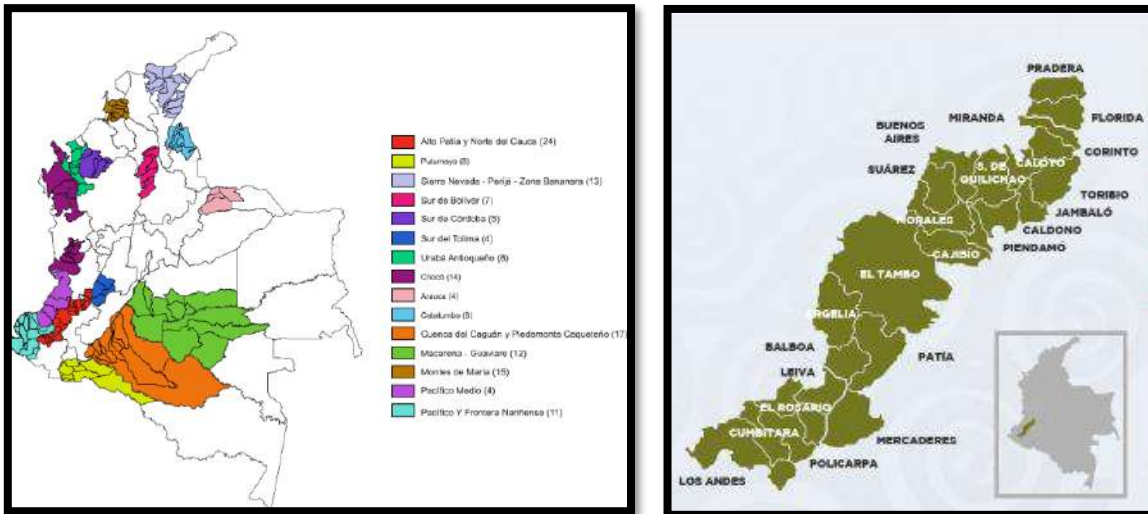 Alto Patía y Norte del Cauca (24)
Putumayo (8)
Sierra Nevada - Perijá - Zona Bananera (13)
Sur de Bolívar (7)
Sur de Córdoba (5)
Sur del Tolima (4)
Urabá Antioqueño (8)
Chocó (14)
Arauca (4)
Catatumbo (8)
Cuenca del Caguán y Piedemonte Caqueteño (17)
Macarena - Guaviare (12)
Montes de María (15)
Pacífico Medio (4)
Pacífico Y Frontera Nariñense (11)
PRADERA
MIRANDA
FLORIDA
BUENOS
AIRES
CORINTO
CALOTO
SUÁREZ
S. DE
QUILICHAO
TORIBIO
JAMBALÓ
MORALES
CALDONO
PIENDAMÓ
CAJIBÍO
EL TAMBO
ARGELIA
BALBOA
PATÍA
LEIVA
EL ROSARIO
CUMBITARA
MERCADERES
POLICARPA
LOS ANDES